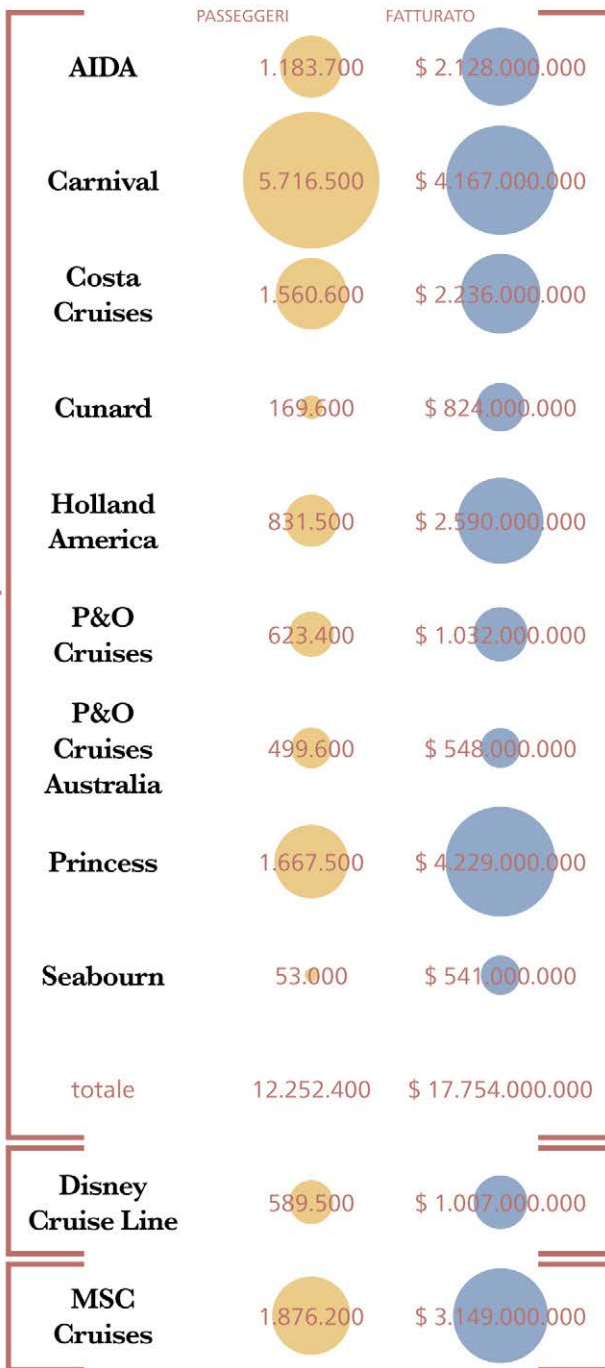 PASSEGGERI FATTURATO
AIDA 1.183.700 $ 2.128.000.000
Carnival 5.716.500 $ 4.167.000.000
Costa
Cruises 1.560.600 $ 2.236.000.000
Cunard 169.600 $ 824.000.000
Holland
America 831.500 $ 2.590.000.000
P&O
Cruises 623.400 $ 1.032.000.000
P&O
Cruises
Australia 499.600 $ 548.000.000
Princess 1.667.500 $ 4.229.000.000
Seabourn 53.000 $ 541.000.000
totale 12.252.400 $ 17.754.000.000
Disney
Cruise Line 589.500 $ 1.007.000.000
MSC
Cruises 1.876.200 $ 3.149.000.000